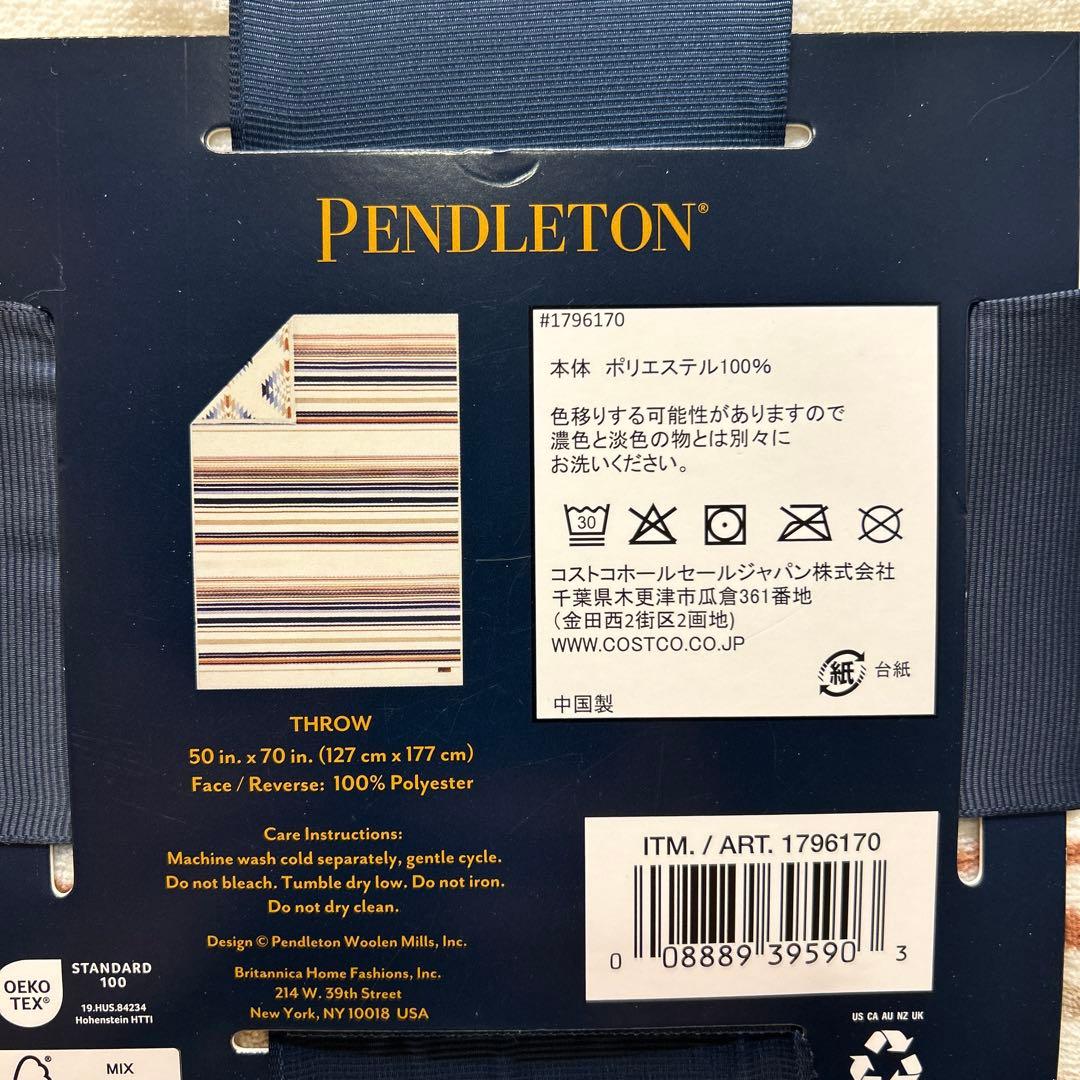 PENDLETON®
#1796170
本体 ポリエステル100%
色移りする可能性がありますので
濃色と淡色の物とは別々に
お洗いください。
30
コストコホールセールジャパン株式会社
千葉県木更津市瓜倉361番地
(金田西2街区2画地)
WWW.COSTCO.CO.JP
紙 台紙
中国製
THROW
50 in. x 70 in. (127 cm x 177 cm)
Face / Reverse: 100% Polyester
Care Instructions:
Machine wash cold separately, gentle cycle.
Do not bleach. Tumble dry low. Do not iron.
Do not dry clean.
Design © Pendleton Woolen Mills, Inc.
Britannica Home Fashions, Inc.
214 W. 39th Street
New York, NY 10018 USA
ITM. / ART. 1796170
0 08889 39590 3
OEKO
TEX®
STANDARD
100
19.HUS.84234
Hohenstein HTTI
US CA AU NZ UK
®
MIX